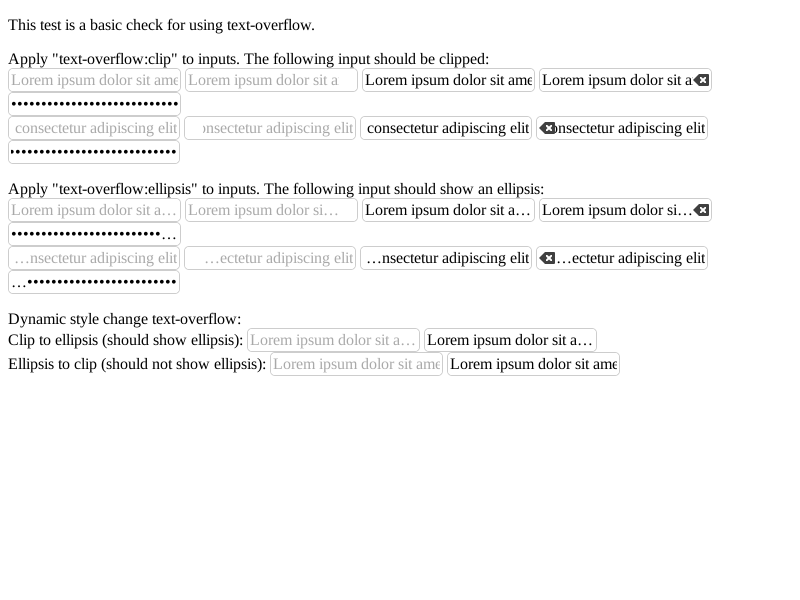 This test is a basic check for using text-overflow.
Apply "text-overflow:clip" to inputs. The following input should be clipped:
Lorem ipsum dolor sit ame Lorem ipsum dolor sit a Lorem ipsum dolor sit ame Lorem ipsum dolor sit a
••••••••••••••••••••••••••••
consectetur adipiscing elit onsectetur adipiscing elit consectetur adipiscing elit onsectetur adipiscing elit
••••••••••••••••••••••••••••
Apply "text-overflow:ellipsis" to inputs. The following input should show an ellipsis:
Lorem ipsum dolor sit a… Lorem ipsum dolor si… Lorem ipsum dolor sit a… Lorem ipsum dolor si…
•••••••••••••••••••••••••…
…nsectetur adipiscing elit …ectetur adipiscing elit …nsectetur adipiscing elit …ectetur adipiscing elit
…•••••••••••••••••••••••••
Dynamic style change text-overflow:
Clip to ellipsis (should show ellipsis): Lorem ipsum dolor sit a… Lorem ipsum dolor sit a…
Ellipsis to clip (should not show ellipsis): Lorem ipsum dolor sit ame Lorem ipsum dolor sit ame